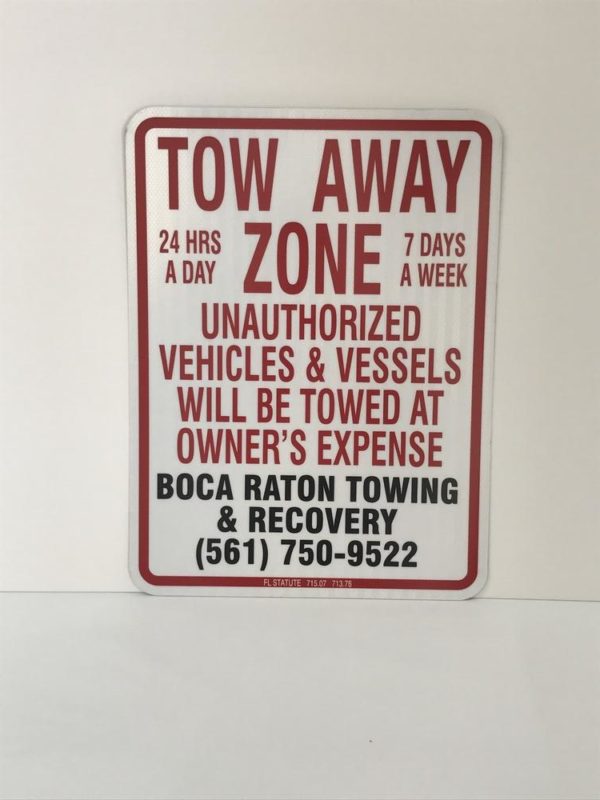 TOW AWAY
24 HRS
A DAY
ZONE
7 DAYS
A WEEK
UNAUTHORIZED
VEHICLES & VESSELS
WILL BE TOWED AT
OWNER'S EXPENSE
BOCA RATON TOWING
& RECOVERY
(561) 750-9522
FL STATUTE 715.07 713.78